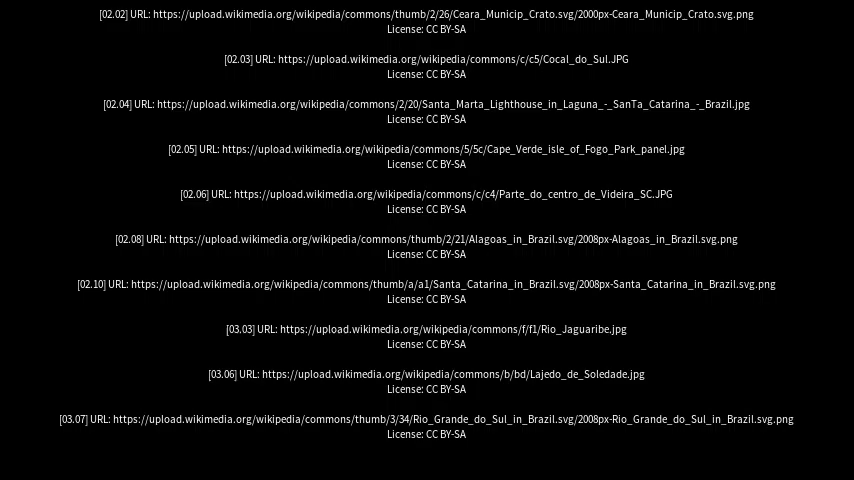 [02.02] URL: https://upload.wikimedia.org/wikipedia/commons/thumb/2/26/Ceara_Municip_Crato.svg/2000px-Ceara_Municip_Crato.svg.png
License: CC BY-SA
[02.03] URL: https://upload.wikimedia.org/wikipedia/commons/c/c5/Cocal_do_Sul.JPG
License: CC BY-SA
[02.04] URL: https://upload.wikimedia.org/wikipedia/commons/2/20/Santa_Marta_Lighthouse_in_Laguna_-_SanTa_Catarina_-_Brazil.jpg
License: CC BY-SA
[02.05] URL: https://upload.wikimedia.org/wikipedia/commons/5/5c/Cape_Verde_isle_of_Fogo_Park_panel.jpg
License: CC BY-SA
[02.06] URL: https://upload.wikimedia.org/wikipedia/commons/c/c4/Parte_do_centro_de_Videira_SC.JPG
License: CC BY-SA
[02.08] URL: https://upload.wikimedia.org/wikipedia/commons/thumb/2/21/Alagoas_in_Brazil.svg/2008px-Alagoas_in_Brazil.svg.png
License: CC BY-SA
[02.10] URL: https://upload.wikimedia.org/wikipedia/commons/thumb/a/a1/Santa_Catarina_in_Brazil.svg/2008px-Santa_Catarina_in_Brazil.svg.png
License: CC BY-SA
[03.03] URL: https://upload.wikimedia.org/wikipedia/commons/f/f1/Rio_Jaguaribe.jpg
License: CC BY-SA
[03.06] URL: https://upload.wikimedia.org/wikipedia/commons/b/bd/Lajedo_de_Soledade.jpg
License: CC BY-SA
[03.07] URL: https://upload.wikimedia.org/wikipedia/commons/thumb/3/34/Rio_Grande_do_Sul_in_Brazil.svg/2008px-Rio_Grande_do_Sul_in_Brazil.svg.png
License: CC BY-SA